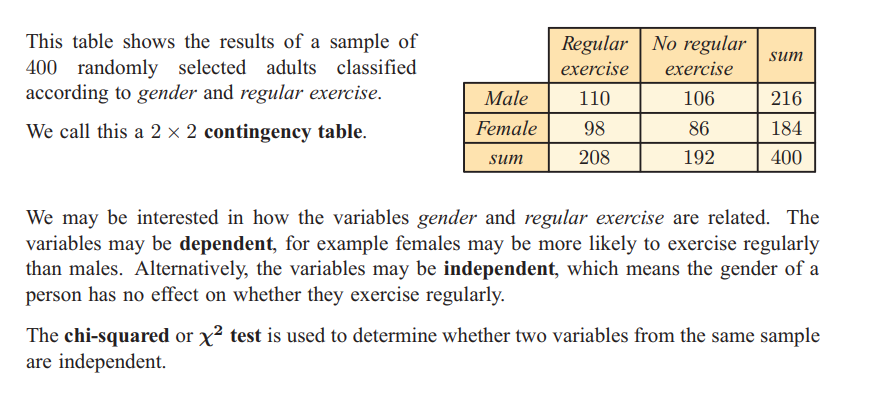 This table shows the results of a sample of
400 randomly selected adults classified
according to gender and regular exercise.
We call this a 2 × 2 contingency table.
Regular exercise No regular exercise sum
Male 110 106 216
Female 98 86 184
sum 208 192 400
We may be interested in how the variables gender and regular exercise are related. The
variables may be dependent, for example females may be more likely to exercise regularly
than males. Alternatively, the variables may be independent, which means the gender of a
person has no effect on whether they exercise regularly.
The chi-squared or χ² test is used to determine whether two variables from the same sample
are independent.